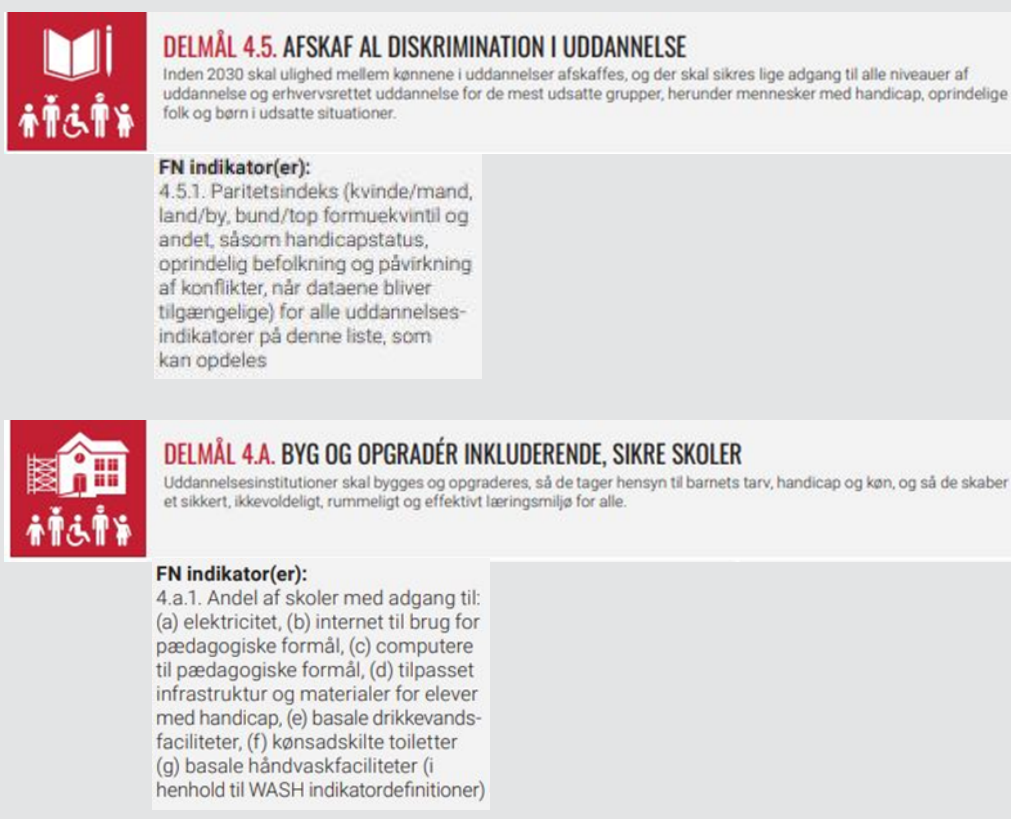 DELMÅL 4.5. AFSKAF AL DISKRIMINATION I UDDANNELSE
Inden 2030 skal ulighed mellem kønnene i uddannelser afskaffes, og der skal sikres lige adgang til alle niveauer af
uddannelse og erhvervsrettet uddannelse for de mest udsatte grupper, herunder mennesker med handicap, oprindelige
folk og børn i udsatte situationer.
FN indikator(er):
4.5.1. Paritetsindeks (kvinde/mand,
land/by, bund/top formuekvintil og
andet, såsom handicapstatus,
oprindelig befolkning og påvirkning
af konflikter, når dataene bliver
tilgængelige) for alle uddannelses-
indikatorer på denne liste, som
kan opdeles
DELMÅL 4.A. BYG OG OPGRADÉR INKLUDERENDE, SIKRE SKOLER
Uddannelsesinstitutioner skal bygges og opgraderes, så de tager hensyn til barnets tarv, handicap og køn, og så de skaber
et sikkert, ikkevoldeligt, rummeligt og effektivt læringsmiljø for alle.
FN indikator(er):
4.a.1. Andel af skoler med adgang til:
(a) elektricitet, (b) internet til brug for
pædagogiske formål, (c) computere
til pædagogiske formål, (d) tilpasset
infrastruktur og materialer for elever
med handicap, (e) basale drikkevands-
faciliteter, (f) kønsadskilte toiletter
(g) basale håndvaskfaciliteter (i
henhold til WASH indikatordefinitioner)